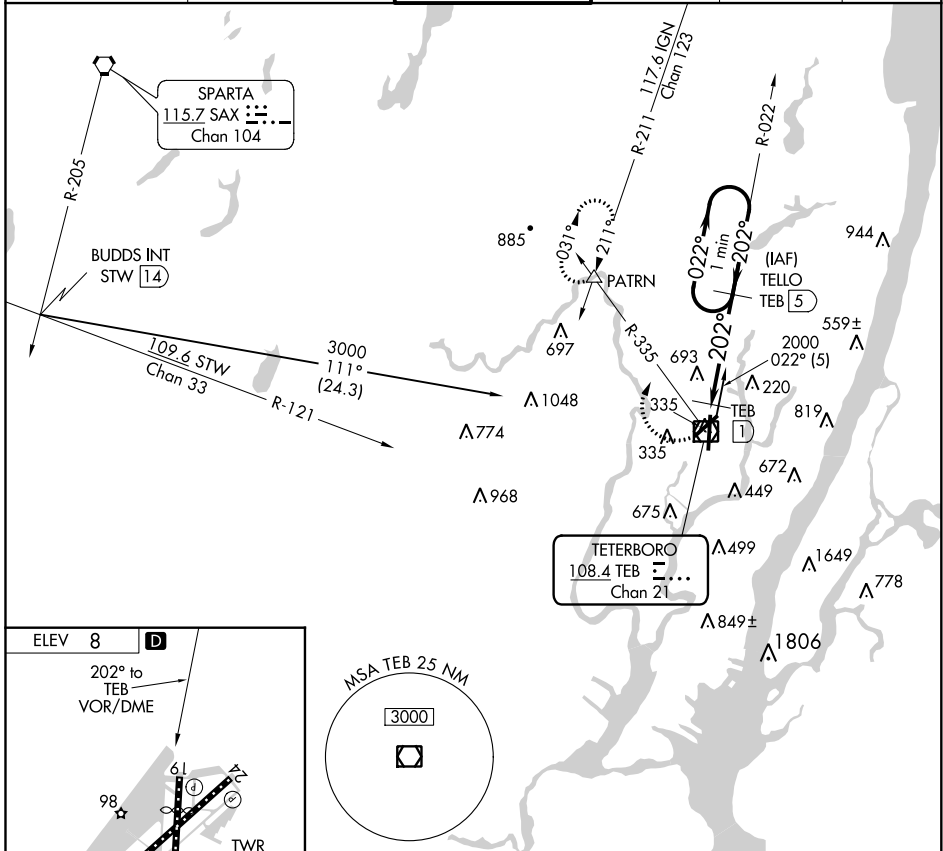 SPARTA
115.7 SAX
Chan 104
R-205
BUDDS INT
STW 14
3000
111°
(24.3)
109.6 STW
Chan 33
R-121
117.6 IGN
Chan 123
R-211
R-022
885
031°
211°
PATRN
R-335
022°
1 min
202°
(IAF)
TELLO
TEB 5
944
559±
202°
2000
022° (5)
697
693
220
1048
335
TEB
1
819
774
335
672
968
449
675
TETERBORO
108.4 TEB
Chan 21
499
1649
778
849±
1806
ELEV 8 D
202° to
TEB
VOR/DME
19
24
P
P
98
TWR
MSA TEB 25 NM
3000